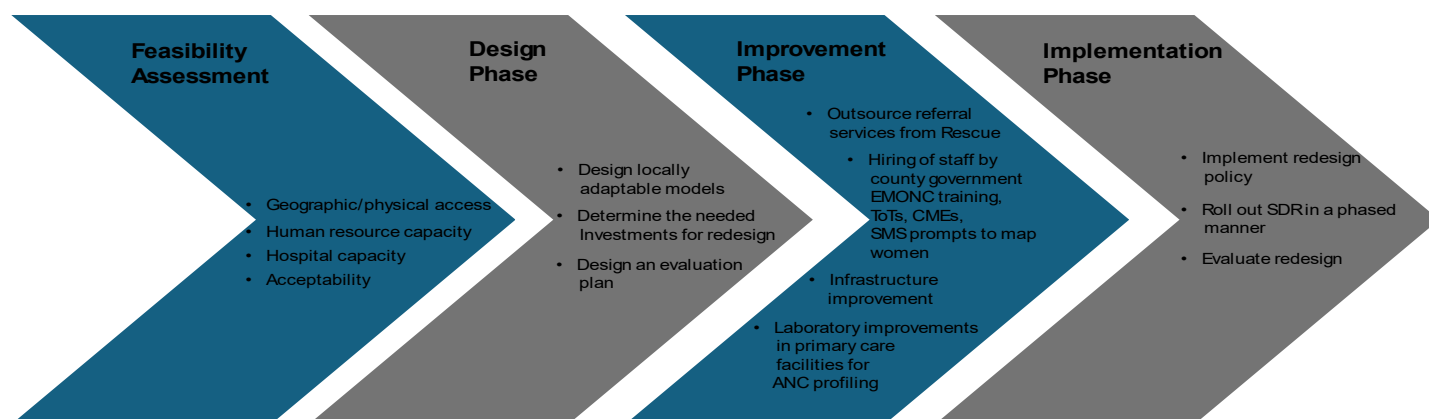 Feasibility
Assessment
• Geographic/physical access
• Human resource capacity
• Hospital capacity
• Acceptability
Design
Phase
• Design locally
adaptable models
• Determine the needed
Investments for redesign
• Design an evaluation
plan
Improvement
Phase
• Outsource referral
services from Rescue
• Hiring of staff by
county government
EMONC training,
ToTs, CMEs,
SMS prompts to map
women
• Infrastructure
improvement
• Laboratory improvements
in primary care
facilities for
ANC profiling
Implementation
Phase
• Implement redesign
policy
• Roll out SDR in a phased
manner
• Evaluate redesign